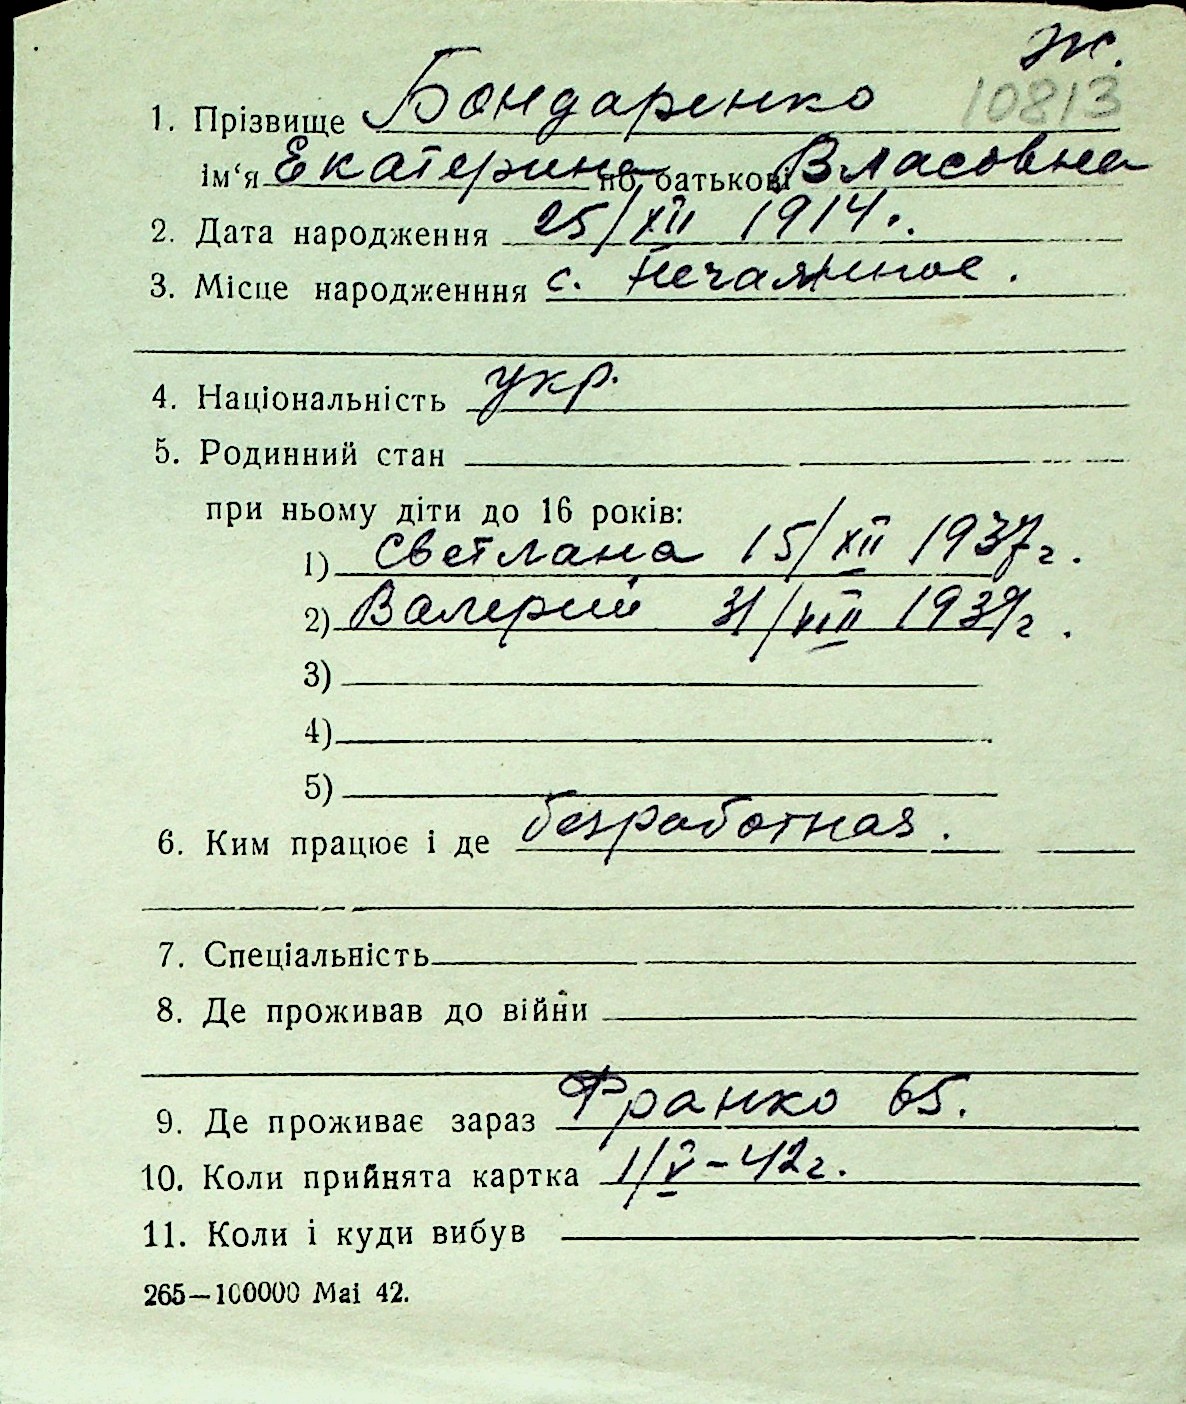 ж.
10813
1. Прізвище Бондаренко
ім‘я Екатерина по батькові Власовна
2. Дата народження 25/XII 1914.
3. Місце народженння с. Нечаянное.
4. Національність укр.
5. Родинний стан
при ньому діти до 16 років:
1) Светлана 15/XII 1937г.
2) Валерий 31/VIII 1939г.
3)
4)
5)
6. Ким працює і де безработная.
7. Спеціальність
8. Де проживав до війни
9. Де проживає зараз Франко 65.
10. Коли прийнята картка 1/V-42г.
11. Коли і куди вибув
265—100000 Mai 42.